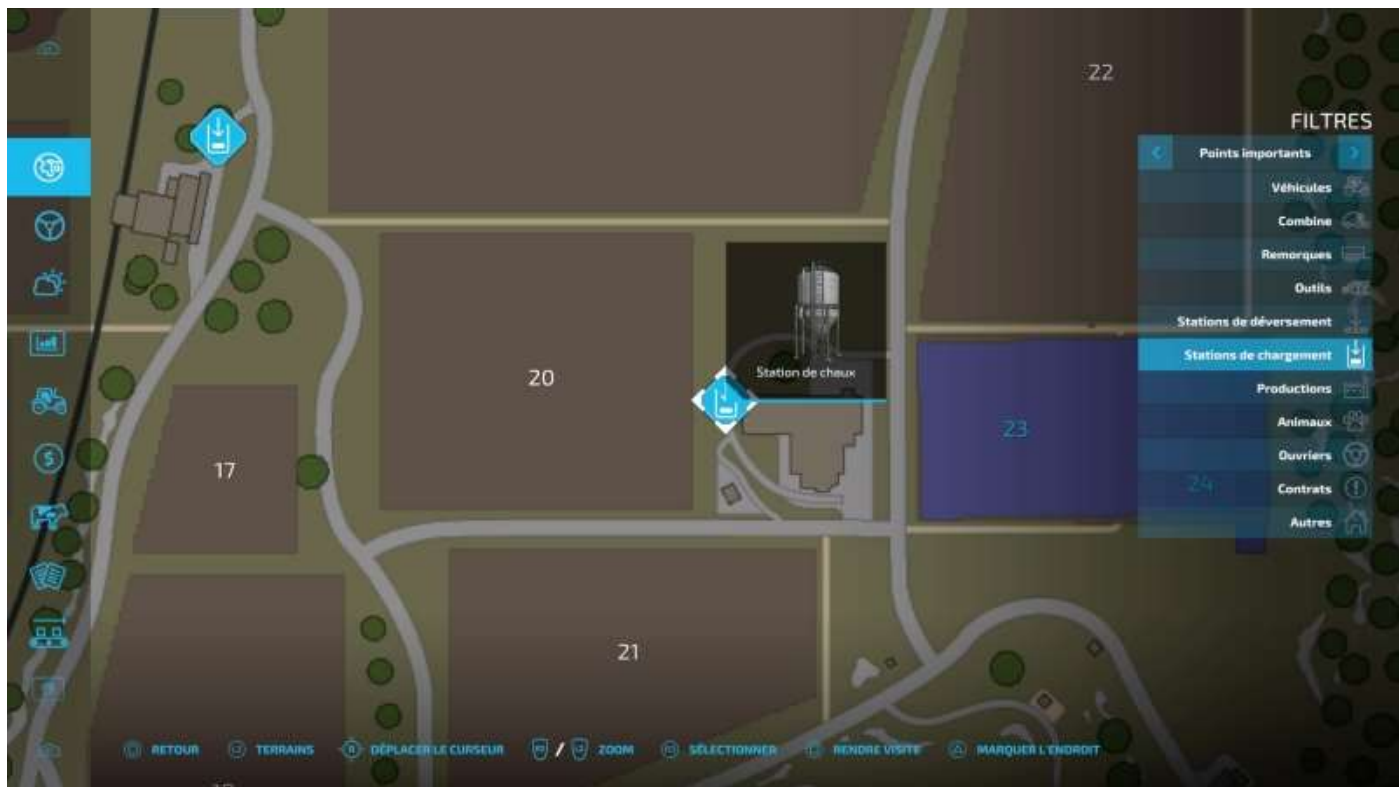 22
FILTRES
Points importants
Véhicules
Combine
Remorques
Outils
Stations de déversement
Stations de chargement
Productions
Animaux
Ouvriers
Contrats
Autres
20
Station de chaux
23
24
17
21
RETOUR
TERRAINS
DÉPLACER LE CURSEUR
/
ZOOM
SÉLECTIONNER
RENDRE VISITE
MARQUER L'ENDROIT